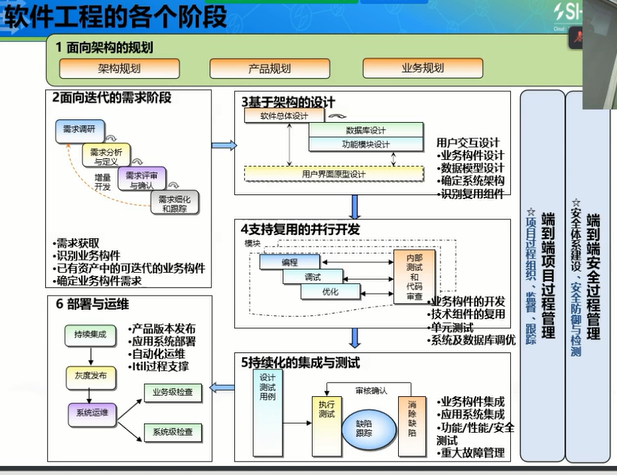 软件工程的各个阶段
SH
1 面向架构的规划
架构规划
产品规划
业务规划
2面向迭代的需求阶段
需求调研
需求分析
与定义
需求评审
与确认
需求细化
和跟踪
增量
开发
•需求获取
•识别业务构件
•已有资产中的可迭代的业务构件
•确定业务构件需求
3基于架构的设计
软件总体设计
数据库设计
功能模块设计
用户界面原型设计
用户交互设计
•业务构件设计
•数据模型设计
•确定系统架构
•识别复用组件
4支持复用的并行开发
模块
编程
调试
优化
内部
测试
和
代码
审查
•业务构件的开发
•技术组件的复用
•单元测试
•系统及数据库调优
5持续化的集成与测试
设计
测试
用例
执行
测试
审核确认
缺陷
跟踪
消
除
缺
陷
•业务构件集成
•应用系统集成
•功能/性能/安全
测试
•重大故障管理
6 部署与运维
持续集成
灰度发布
系统运维
业务级检查
系统级检查
•产品版本发布
•应用系统部署
•自动化运维
•Itil过程支撑
端到端项目过程管理
☆项目过程组织、监督、跟踪
端到端安全过程管理
☆安全体系建设、安全防御与检测